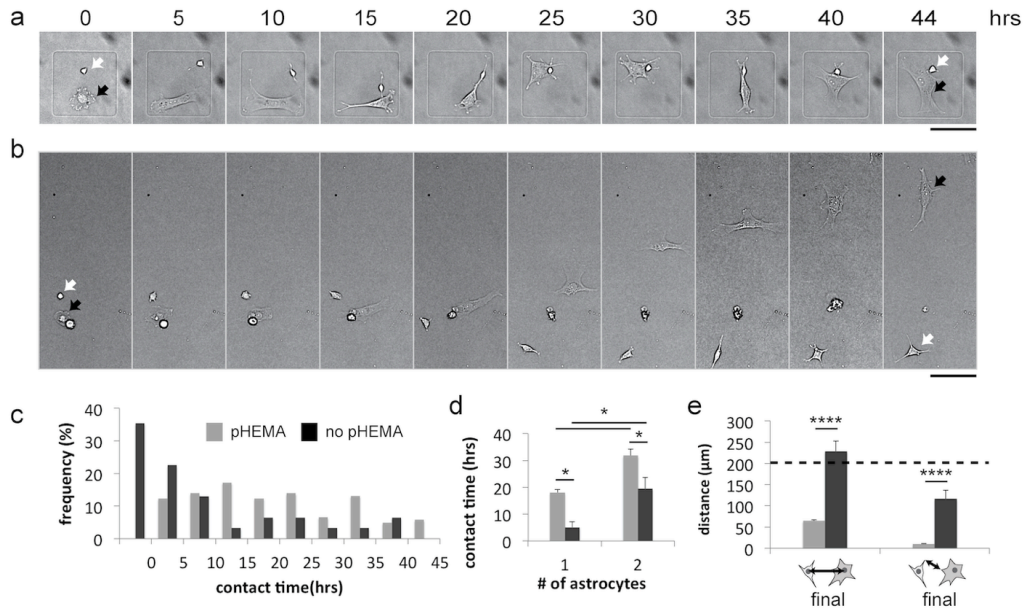 a 0 5 10 15 20 25 30 35 40 44 hrs
b
c
frequency (%)
40
30
20
10
0
pHEMA no pHEMA
0 5 10 15 20 25 30 35 40 45
contact time(hrs)
d
contact time (hrs)
40
30
20
10
0
*
*
*
1 2
# of astrocytes
e
distance (µm)
300
250
200
150
100
50
0
****
****
final final